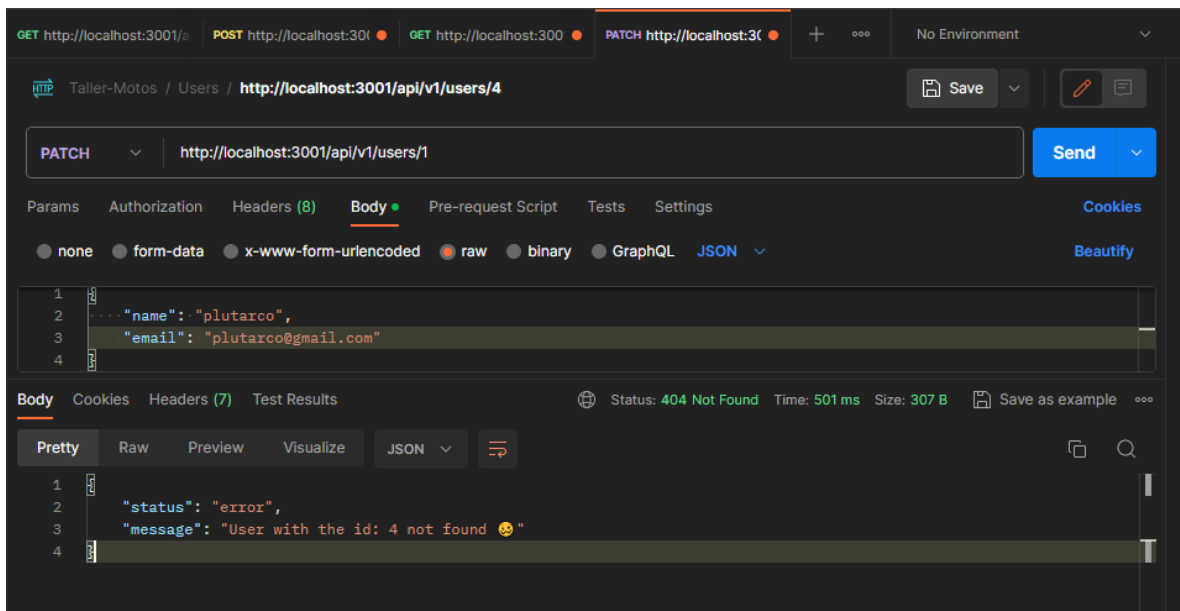 GET http://localhost:3001/a POST http://localhost:30( GET http://localhost:300 PATCH http://localhost:3( No Environment
HTTP Taller-Motos / Users / http://localhost:3001/api/v1/users/4 Save
PATCH http://localhost:3001/api/v1/users/1 Send
Params Authorization Headers (8) Body Pre-request Script Tests Settings Cookies
none form-data x-www-form-urlencoded raw binary GraphQL JSON Beautify
1 {
2 "name": "plutarco",
3 "email": "plutarco@gmail.com"
4 }
Body Cookies Headers (7) Test Results Status: 404 Not Found Time: 501 ms Size: 307 B Save as example
Pretty Raw Preview Visualize JSON
1 {
2 "status": "error",
3 "message": "User with the id: 4 not found 🥴"
4 }